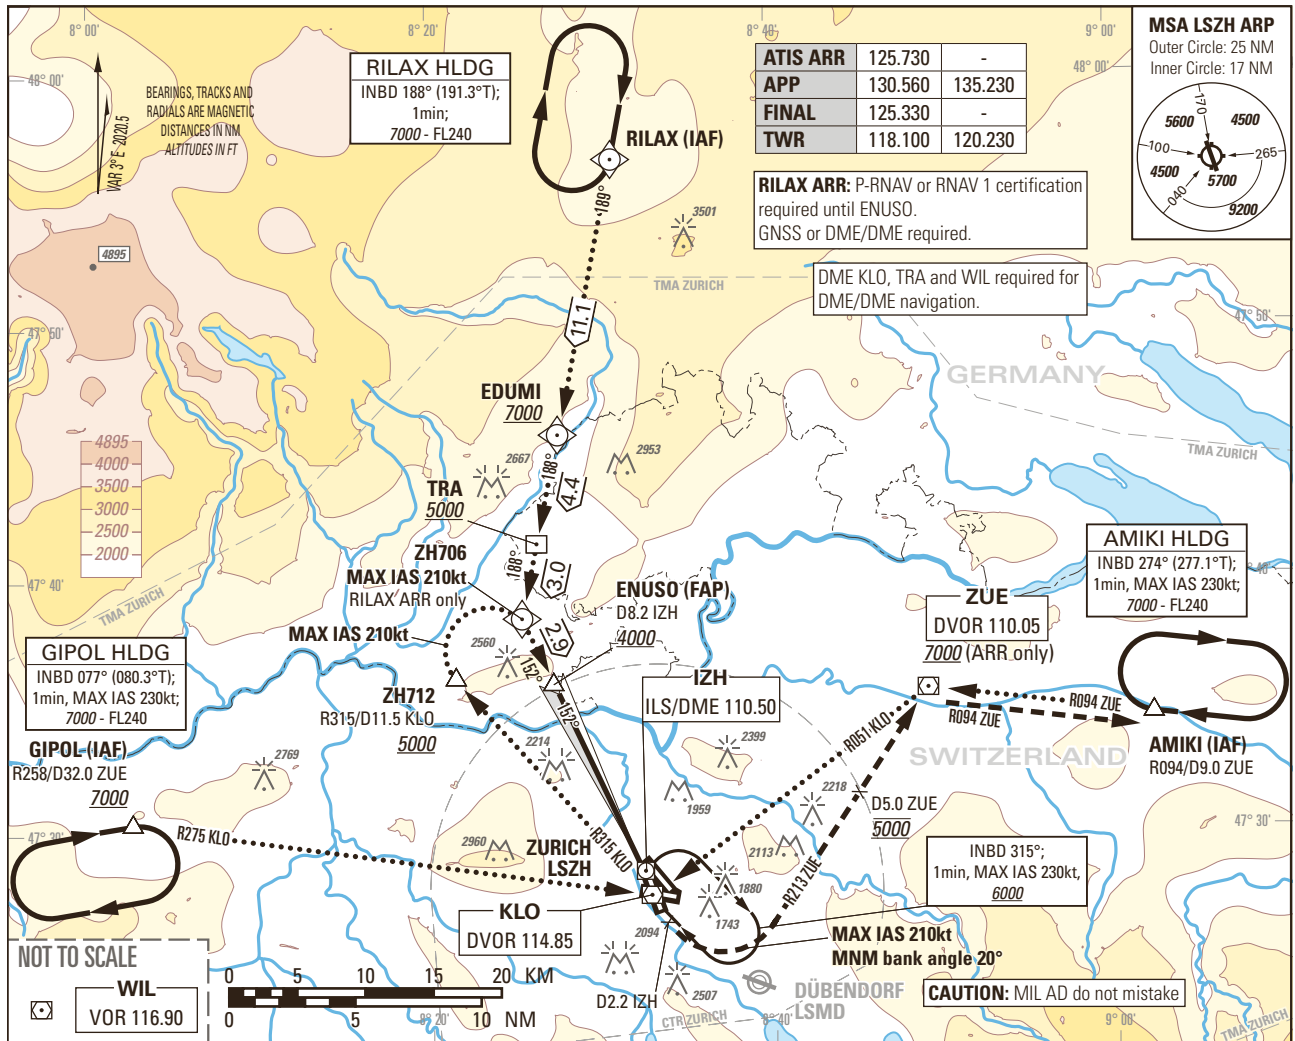 8° 00'
8° 20'
8° 40'
9° 00'
48° 00'
48° 00'
BEARINGS, TRACKS AND
RADIALS ARE MAGNETIC
DISTANCES IN NM
ALTITUDES IN FT
VAR 3° E 2020.5
RILAX HLDG
INBD 188° (191.3°T);
1min;
7000 - FL240
RILAX (IAF)
ATIS ARR 125.730 -
APP 130.560 135.230
FINAL 125.330 -
TWR 118.100 120.230
MSA LSZH ARP
Outer Circle: 25 NM
Inner Circle: 17 NM
170
5600
4500
100
265
4500
5700
040
9200
RILAX ARR: P-RNAV or RNAV 1 certification
required until ENUSO.
GNSS or DME/DME required.
DME KLO, TRA and WIL required for
DME/DME navigation.
189°
3501
4895
TMA ZURICH
11.1
47° 50'
47° 50'
GERMANY
EDUMI
7000
TMA ZURICH
4895
4000
3500
3000
2500
2000
2667
2953
188°
4.4
TRA
5000
ZH706
MAX IAS 210kt
RILAX ARR only
188°
3.0
47° 40'
40'
TMA ZURICH
AMIKI HLDG
INBD 274° (277.1°T);
1min, MAX IAS 230kt;
7000 - FL240
ENUSO (FAP)
D8.2 IZH
4000
ZUE
DVOR 110.05
7000 (ARR only)
MAX IAS 210kt
2.9
2560
152°
152°
GIPOL HLDG
INBD 077° (080.3°T);
1min, MAX IAS 230kt;
7000 - FL240
ZH712
R315/D11.5 KLO
5000
IZH
ILS/DME 110.50
R094 ZUE
R094 ZUE
R051 KLO
SWITZERLAND
AMIKI (IAF)
R094/D9.0 ZUE
GIPOL (IAF)
R258/D32.0 ZUE
7000
2769
2214
2399
1959
2218
D5.0 ZUE
5000
47° 30'
47° 30'
R275 KLO
R315 KLO
2960
ZURICH
LSZH
2113
R213 ZUE
INBD 315°;
1min, MAX IAS 230kt,
6000
1880
1743
KLO
DVOR 114.85
2094
MAX IAS 210kt
MNM bank angle 20°
NOT TO SCALE
WIL
VOR 116.90
0 5 10 15 20 KM
0 5 10 NM
8° 20'
D2.2 IZH
2507
CTR ZURICH
8° 40'
DÜBENDORF
LSMD
CAUTION: MIL AD do not mistake
9° 00'
TMA ZURICH